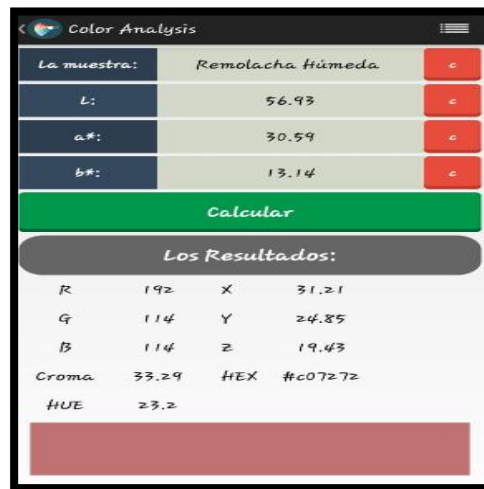 Color Analysis
La muestra: Remolacha Húmeda c
L: 56.93 c
a*: 30.59 c
b*: 13.14 c
Calcular
Los Resultados:
R 192 X 31.21
G 114 Y 24.85
B 114 Z 19.43
Croma 33.29 HEX #c07272
HUE 23.2